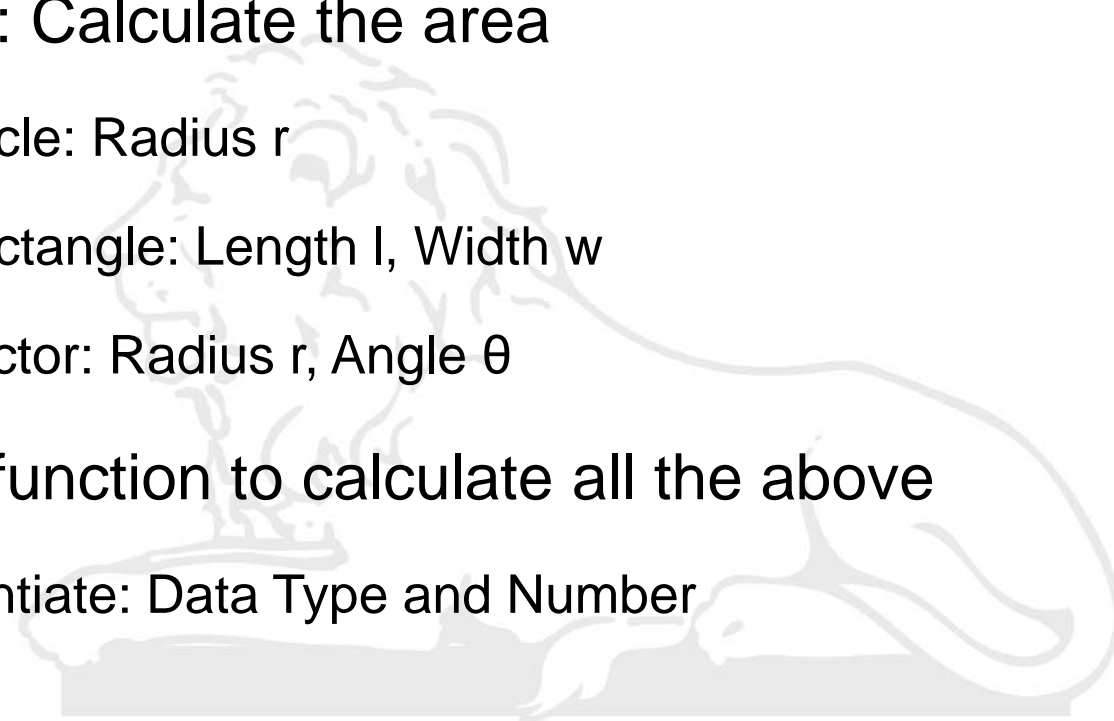 : Calculate the area
cle: Radius r
ctangle: Length l, Width w
ctor: Radius r, Angle θ
function to calculate all the above
ntiate: Data Type and Number